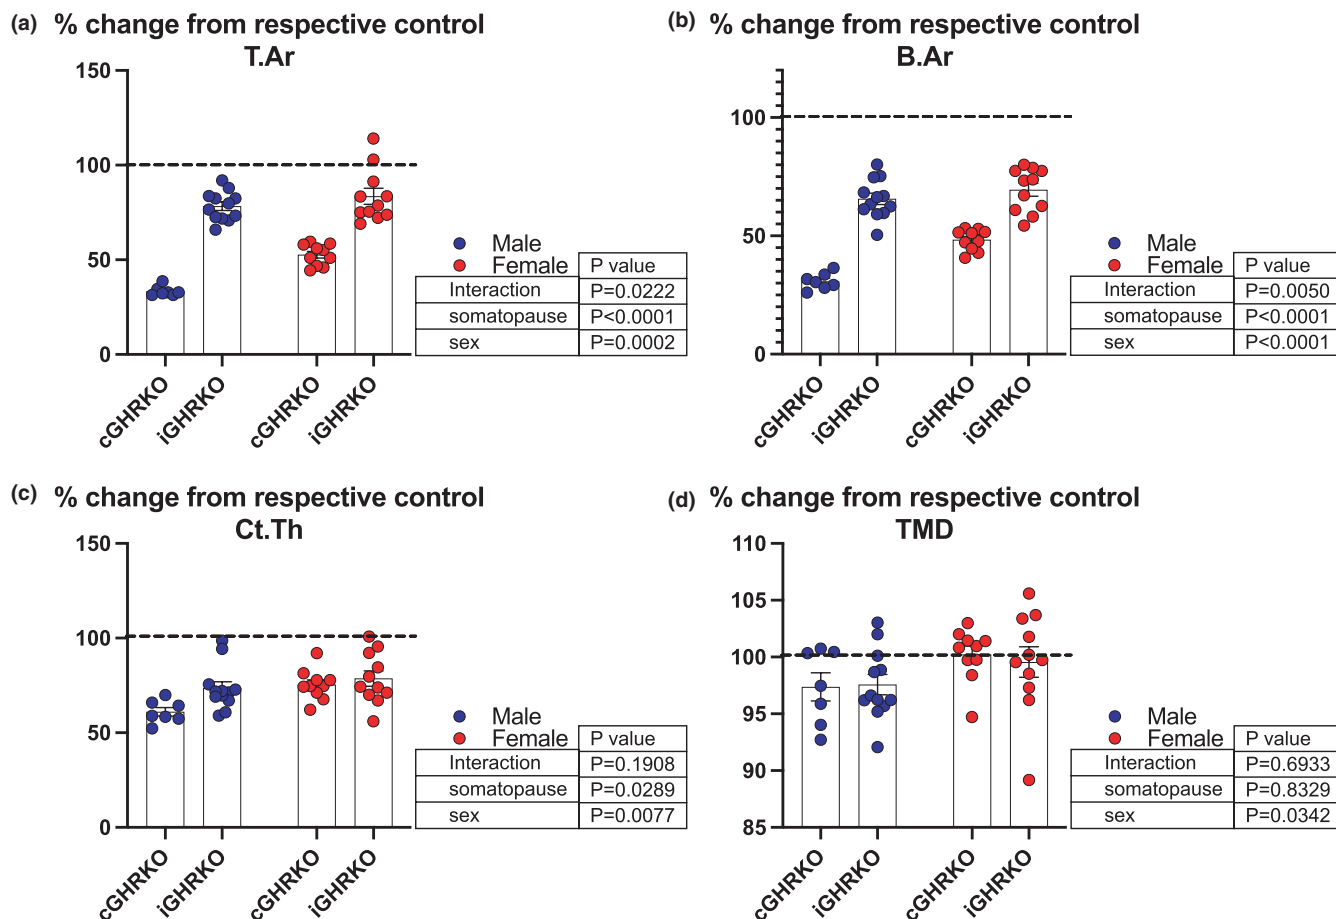 (a) % change from respective control
T.Ar
150
100
50
0
cGHRKO
iGHRKO
cGHRKO
iGHRKO
Male
Female
P value
Interaction P=0.0222
somatopause P<0.0001
sex P=0.0002
(b) % change from respective control
B.Ar
100
50
0
cGHRKO
iGHRKO
cGHRKO
iGHRKO
Male
Female
P value
Interaction P=0.0050
somatopause P<0.0001
sex P<0.0001
(c) % change from respective control
Ct.Th
150
100
50
0
cGHRKO
iGHRKO
cGHRKO
iGHRKO
Male
Female
P value
Interaction P=0.1908
somatopause P=0.0289
sex P=0.0077
(d) % change from respective control
TMD
110
105
100
95
90
85
cGHRKO
iGHRKO
cGHRKO
iGHRKO
Male
Female
P value
Interaction P=0.6933
somatopause P=0.8329
sex P=0.0342